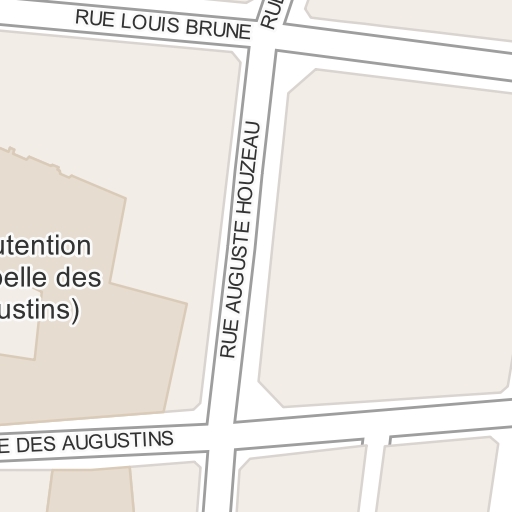 RUE LOUIS BRUNE
RUE AUGUSTE HOUZEAU
utention
pelle des
ustins)
E DES AUGUSTINS